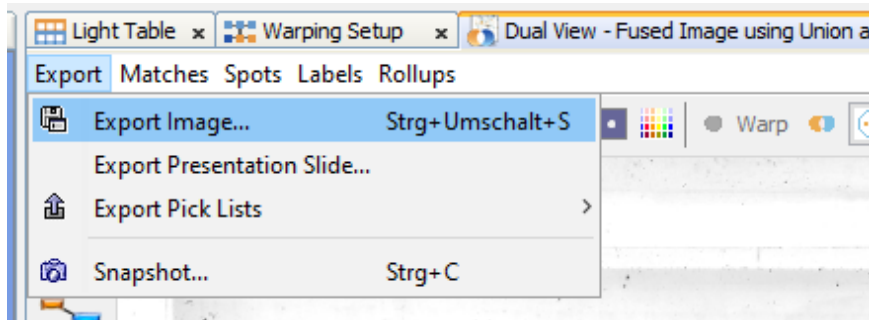 Light Table x Warping Setup x Dual View - Fused Image using Union a
Export Matches Spots Labels Rollups
Export Image... Strg+Umschalt+S Warp
Export Presentation Slide...
Export Pick Lists >
Snapshot... Strg+C